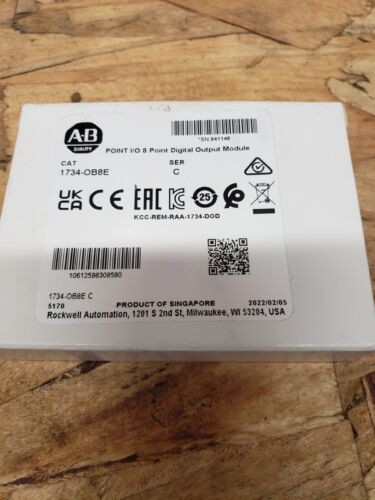 A-B
QUALITY
*SN 941146
POINT I/O 8 Point Digital Output Module
CAT SER
1734-OB8E C
UK CA CE EAC 25
KCC-REM-RAA-1734-DOD
10612598308580
1734-OB8E C
5170 PRODUCT OF SINGAPORE 2022/02/05
Rockwell Automation, 1201 S 2nd St, Milwaukee, WI 53204, USA